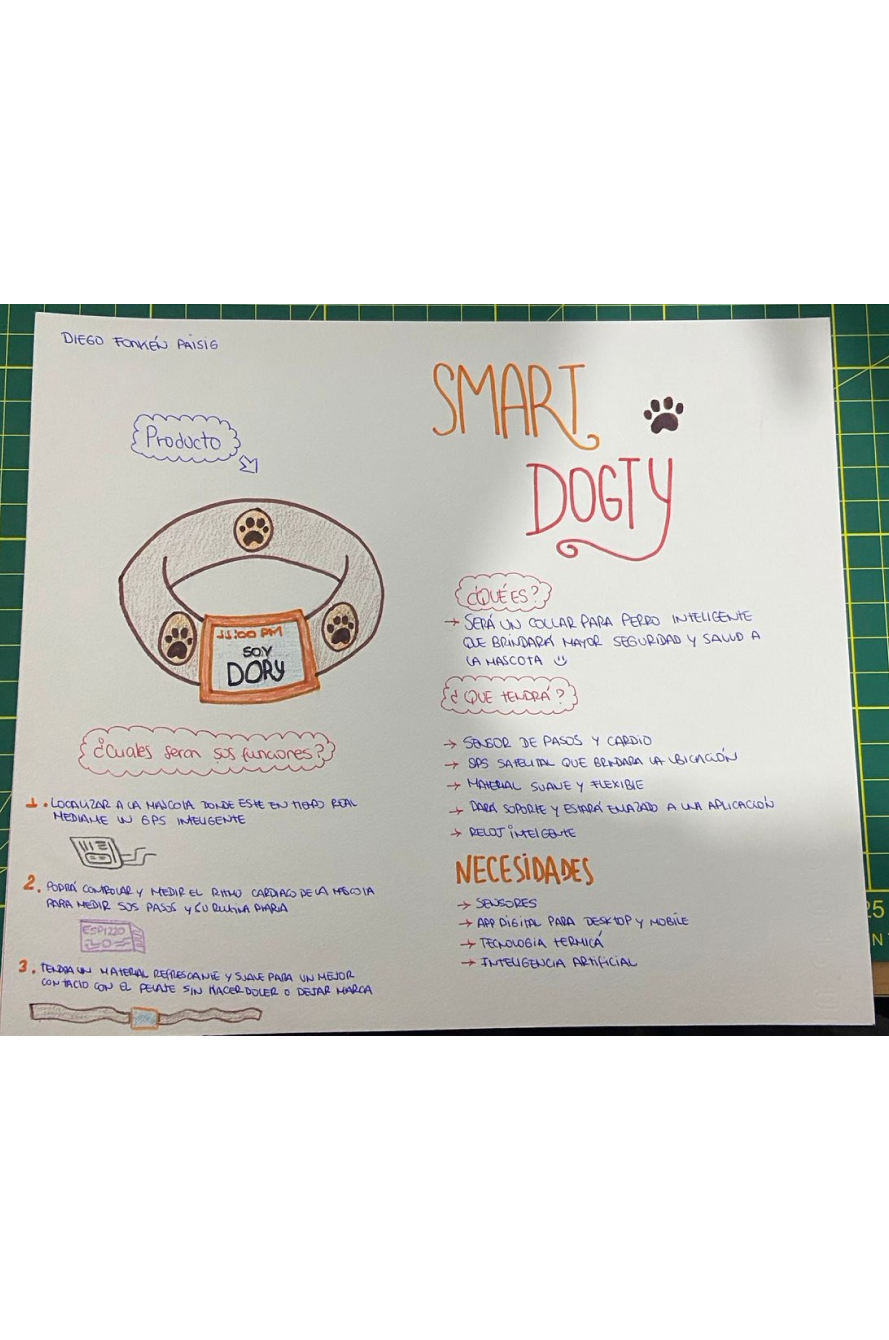 DIEGO FONKÉN PAISIG
Producto
11:00 PM
SOY
DORY
¿Cuales seran sus funciones?
1. LOCALIZAR A LA MASCOTA DONDE ESTE EN TIEMPO REAL
MEDIANTE UN GPS INTELIGENTE
2. PODRÁ CONTROLAR Y MEDIR EL RITMO CARDIACO DE LA MASCOTA
PARA MEDIR SUS PASOS Y SU RUTINA DIARIA
ESP1220
3. TENDRA UN MATERIAL REFRESCANTE Y SUAVE PARA UN MEJOR
CONTACTO CON EL PELAJE SIN HACER DOLER O DEJAR MARCA
SMART
DOGTY
¿QUÉ ES?
→ SERÁ UN COLLAR PARA PERRO INTELIGENTE
QUE BRINDARÁ MAYOR SEGURIDAD Y SALUD A
LA MASCOTA
¿QUE TENDRÁ?
→ SENSOR DE PASOS Y CARDIO
→ GPS SATELITAL QUE BRINDARA LA UBICACIÓN
→ MATERIAL SUAVE Y FLEXIBLE
→ DARÁ SOPORTE Y ESTARÁ ENLAZADO A UNA APLICACIÓN
→ RELOJ INTELIGENTE
NECESIDADES
→ SENSORES
→ APP DIGITAL PARA DESKTOP Y MOBILE
→ TECNOLOGIA TERMICA
→ INTELIGENCIA ARTIFICIAL